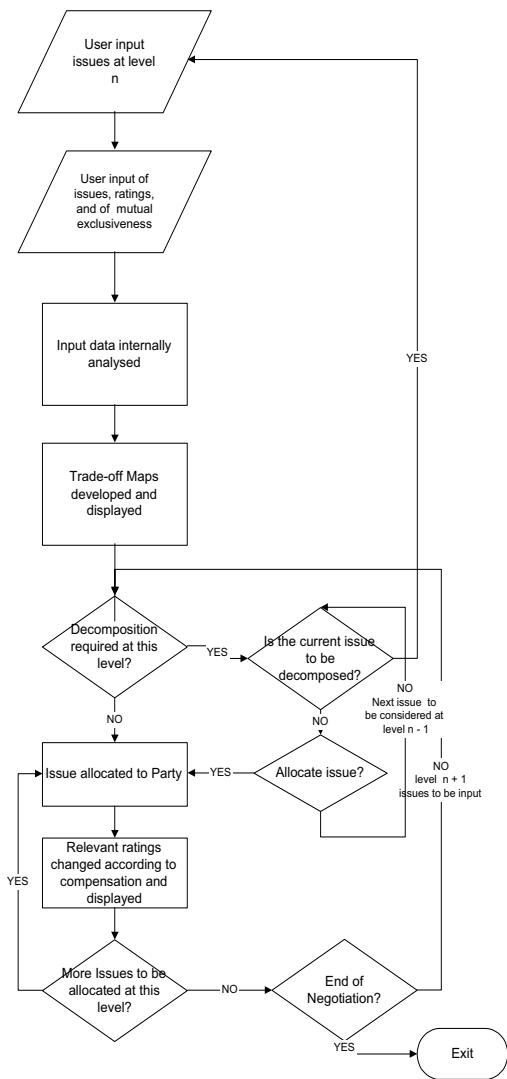 User input
issues at level
n
User input of
issues, ratings,
and of mutual
exclusiveness
Input data internally
analysed
YES
Trade-off Maps
developed and
displayed
Decomposition
required at this
level?
YES
Is the current issue
to be
decomposed?
NO
Next issue to
be considered at
level n - 1
NO
NO
Issue allocated to Party
YES
Allocate issue?
NO
level n + 1
issues to be input
Relevant ratings
changed according to
compensation and
displayed
YES
More Issues to be
allocated at this
level?
NO
End of
Negotiation?
YES
Exit